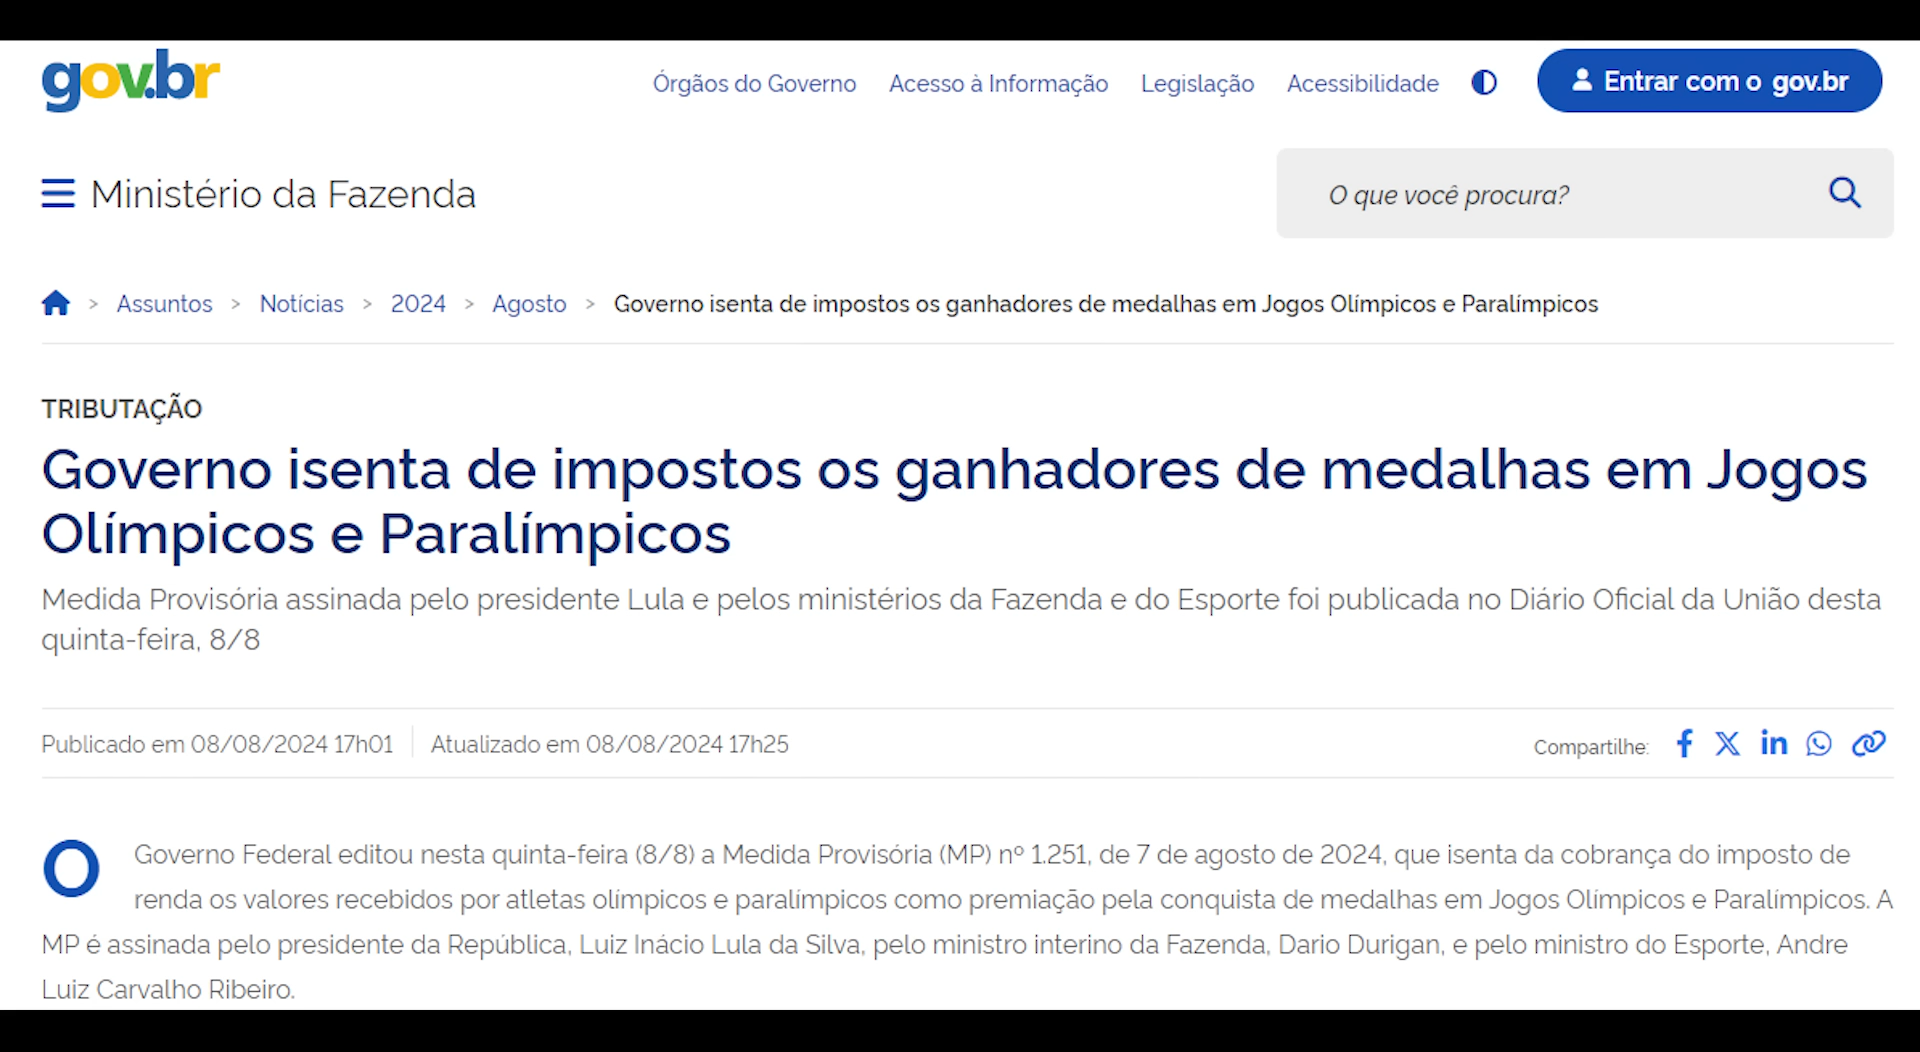 gov.br
Órgãos do Governo Acesso à Informação Legislação Acessibilidade Entrar com o gov.br
Ministério da Fazenda
O que você procura?
> Assuntos > Notícias > 2024 > Agosto > Governo isenta de impostos os ganhadores de medalhas em Jogos Olímpicos e Paralímpicos
TRIBUTAÇÃO
Governo isenta de impostos os ganhadores de medalhas em Jogos
Olímpicos e Paralímpicos
Medida Provisória assinada pelo presidente Lula e pelos ministérios da Fazenda e do Esporte foi publicada no Diário Oficial da União desta
quinta-feira, 8/8
Publicado em 08/08/2024 17h01 Atualizado em 08/08/2024 17h25
Compartilhe:
O Governo Federal editou nesta quinta-feira (8/8) a Medida Provisória (MP) nº 1.251, de 7 de agosto de 2024, que isenta da cobrança do imposto de
renda os valores recebidos por atletas olímpicos e paralímpicos como premiação pela conquista de medalhas em Jogos Olímpicos e Paralímpicos. A
MP é assinada pelo presidente da República, Luiz Inácio Lula da Silva, pelo ministro interino da Fazenda, Dario Durigan, e pelo ministro do Esporte, Andre
Luiz Carvalho Ribeiro.